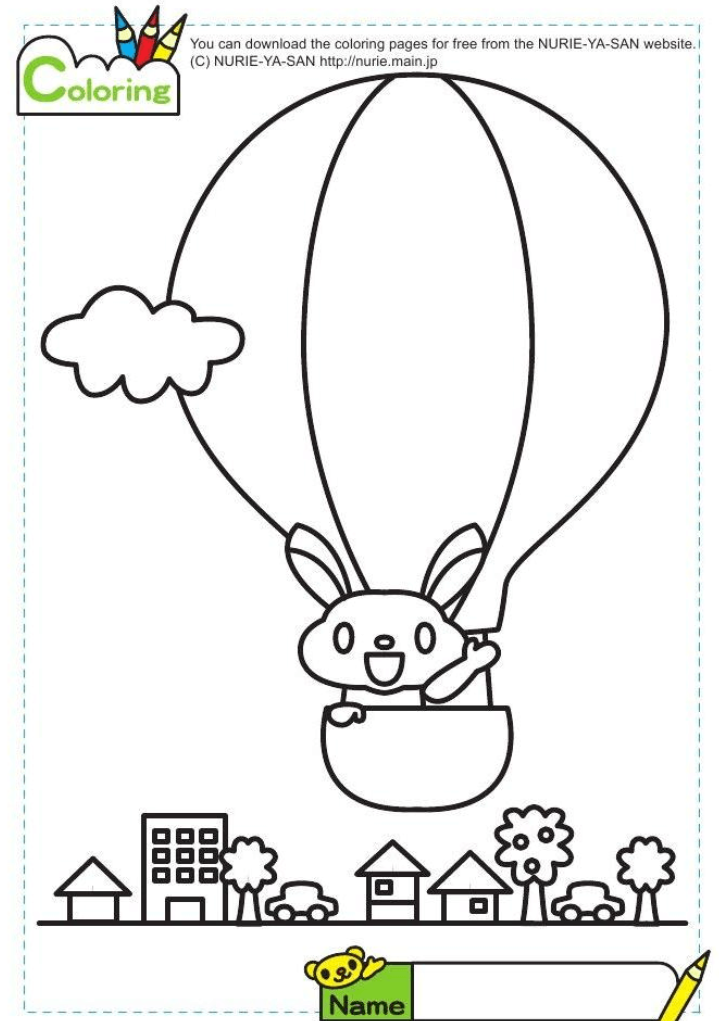 Coloring
You can download the coloring pages for free from the NURIE-YA-SAN website.
(C) NURIE-YA-SAN http://nurie.main.jp
Name